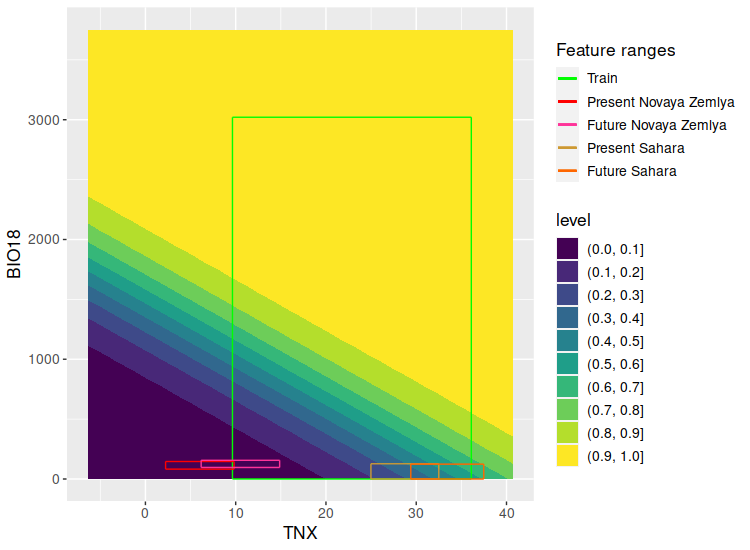 3000
2000
1000
0
BIO18
0
10
20
30
40
TNX
Feature ranges
Train
Present Novaya Zemlya
Future Novaya Zemlya
Present Sahara
Future Sahara
level
(0.0, 0.1]
(0.1, 0.2]
(0.2, 0.3]
(0.3, 0.4]
(0.4, 0.5]
(0.5, 0.6]
(0.6, 0.7]
(0.7, 0.8]
(0.8, 0.9]
(0.9, 1.0]